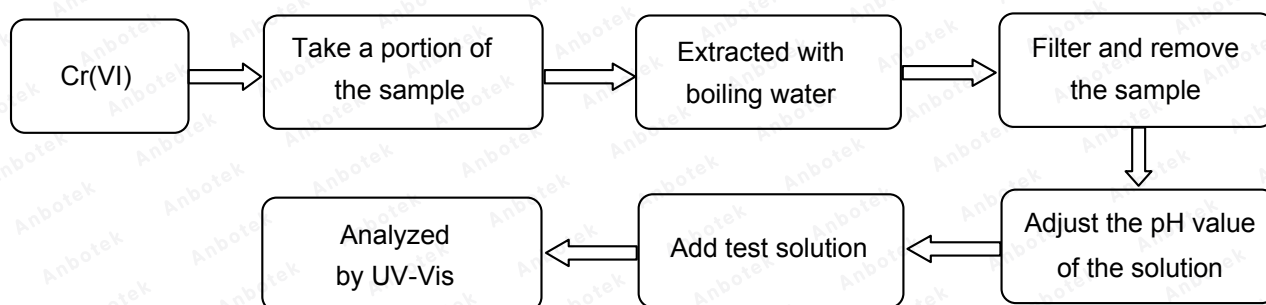 Cr(VI)
Take a portion of
the sample
Extracted with
boiling water
Filter and remove
the sample
Adjust the pH value
of the solution
Add test solution
Analyzed
by UV-Vis
Anbotek